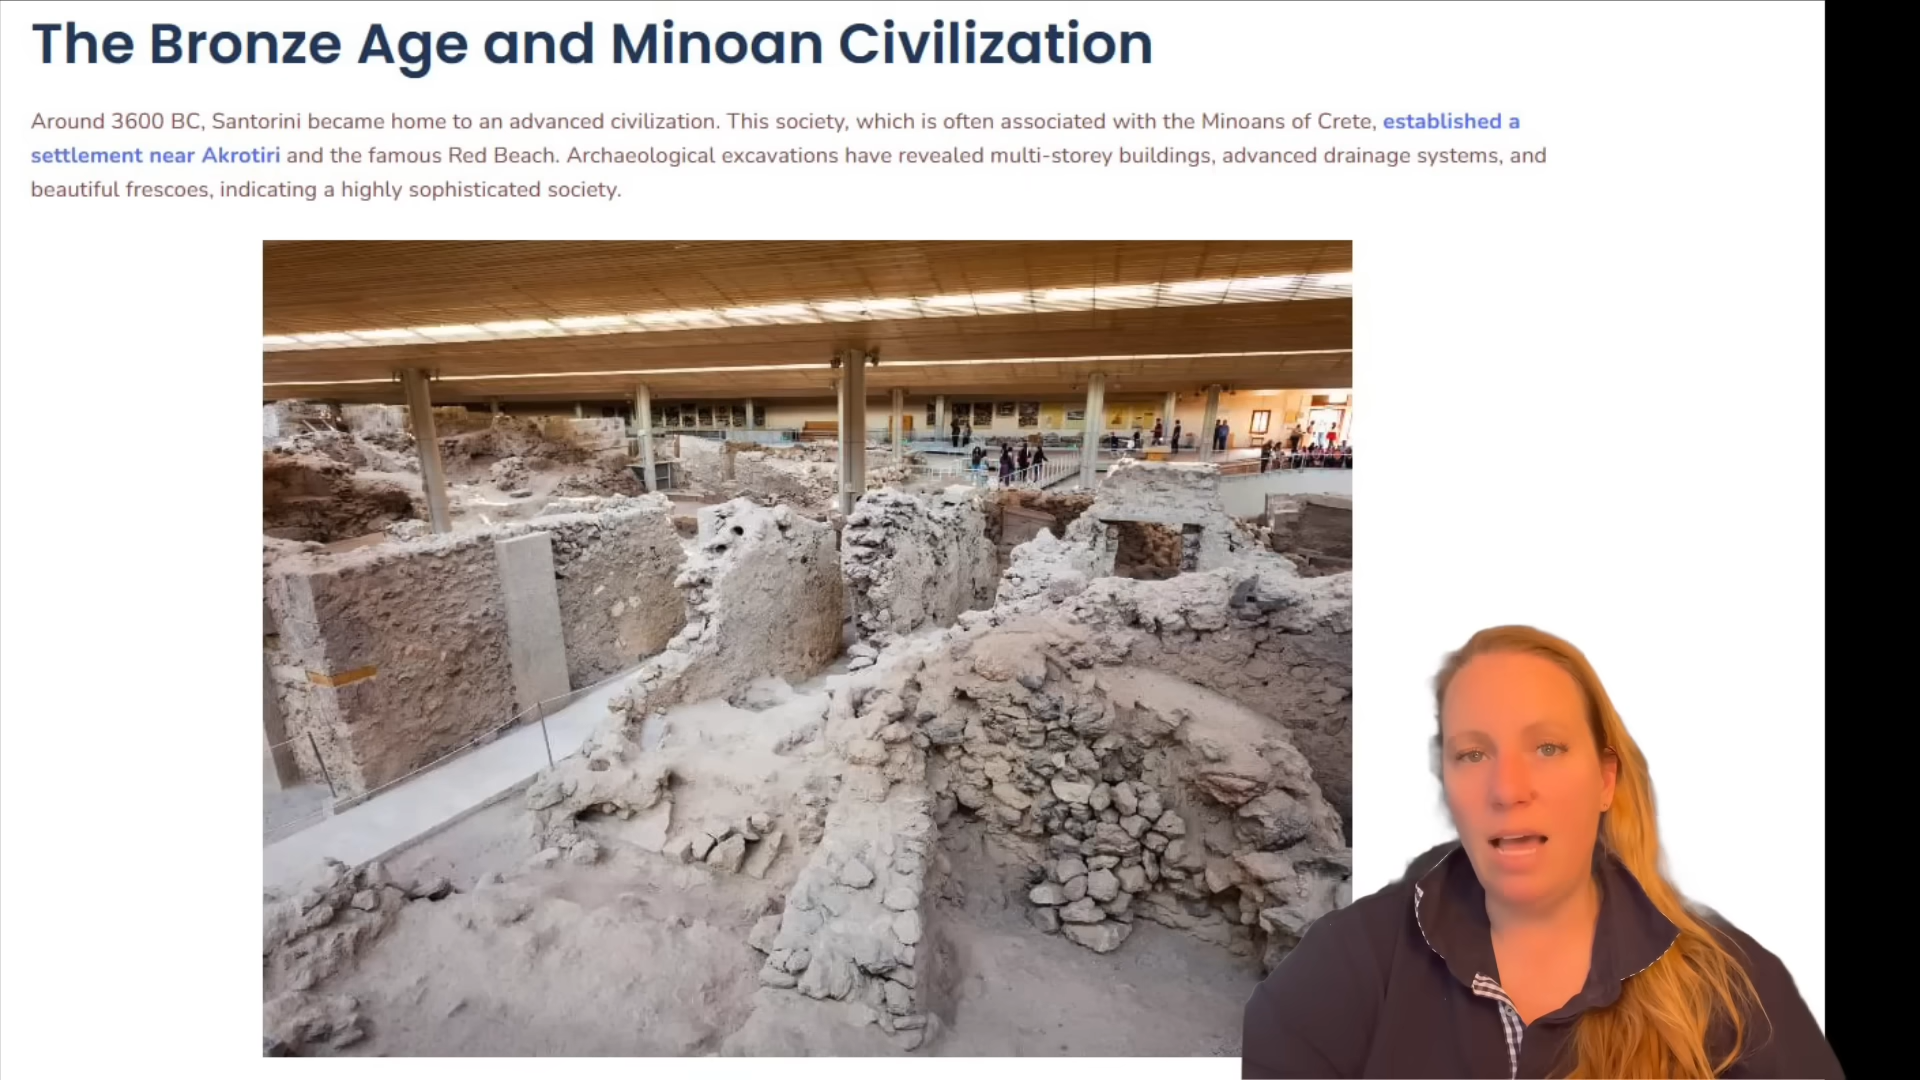 The Bronze Age and Minoan Civilization
Around 3600 BC, Santorini became home to an advanced civilization. This society, which is often associated with the Minoans of Crete, established a
settlement near Akrotiri and the famous Red Beach. Archaeological excavations have revealed multi-storey buildings, advanced drainage systems, and
beautiful frescoes, indicating a highly sophisticated society.